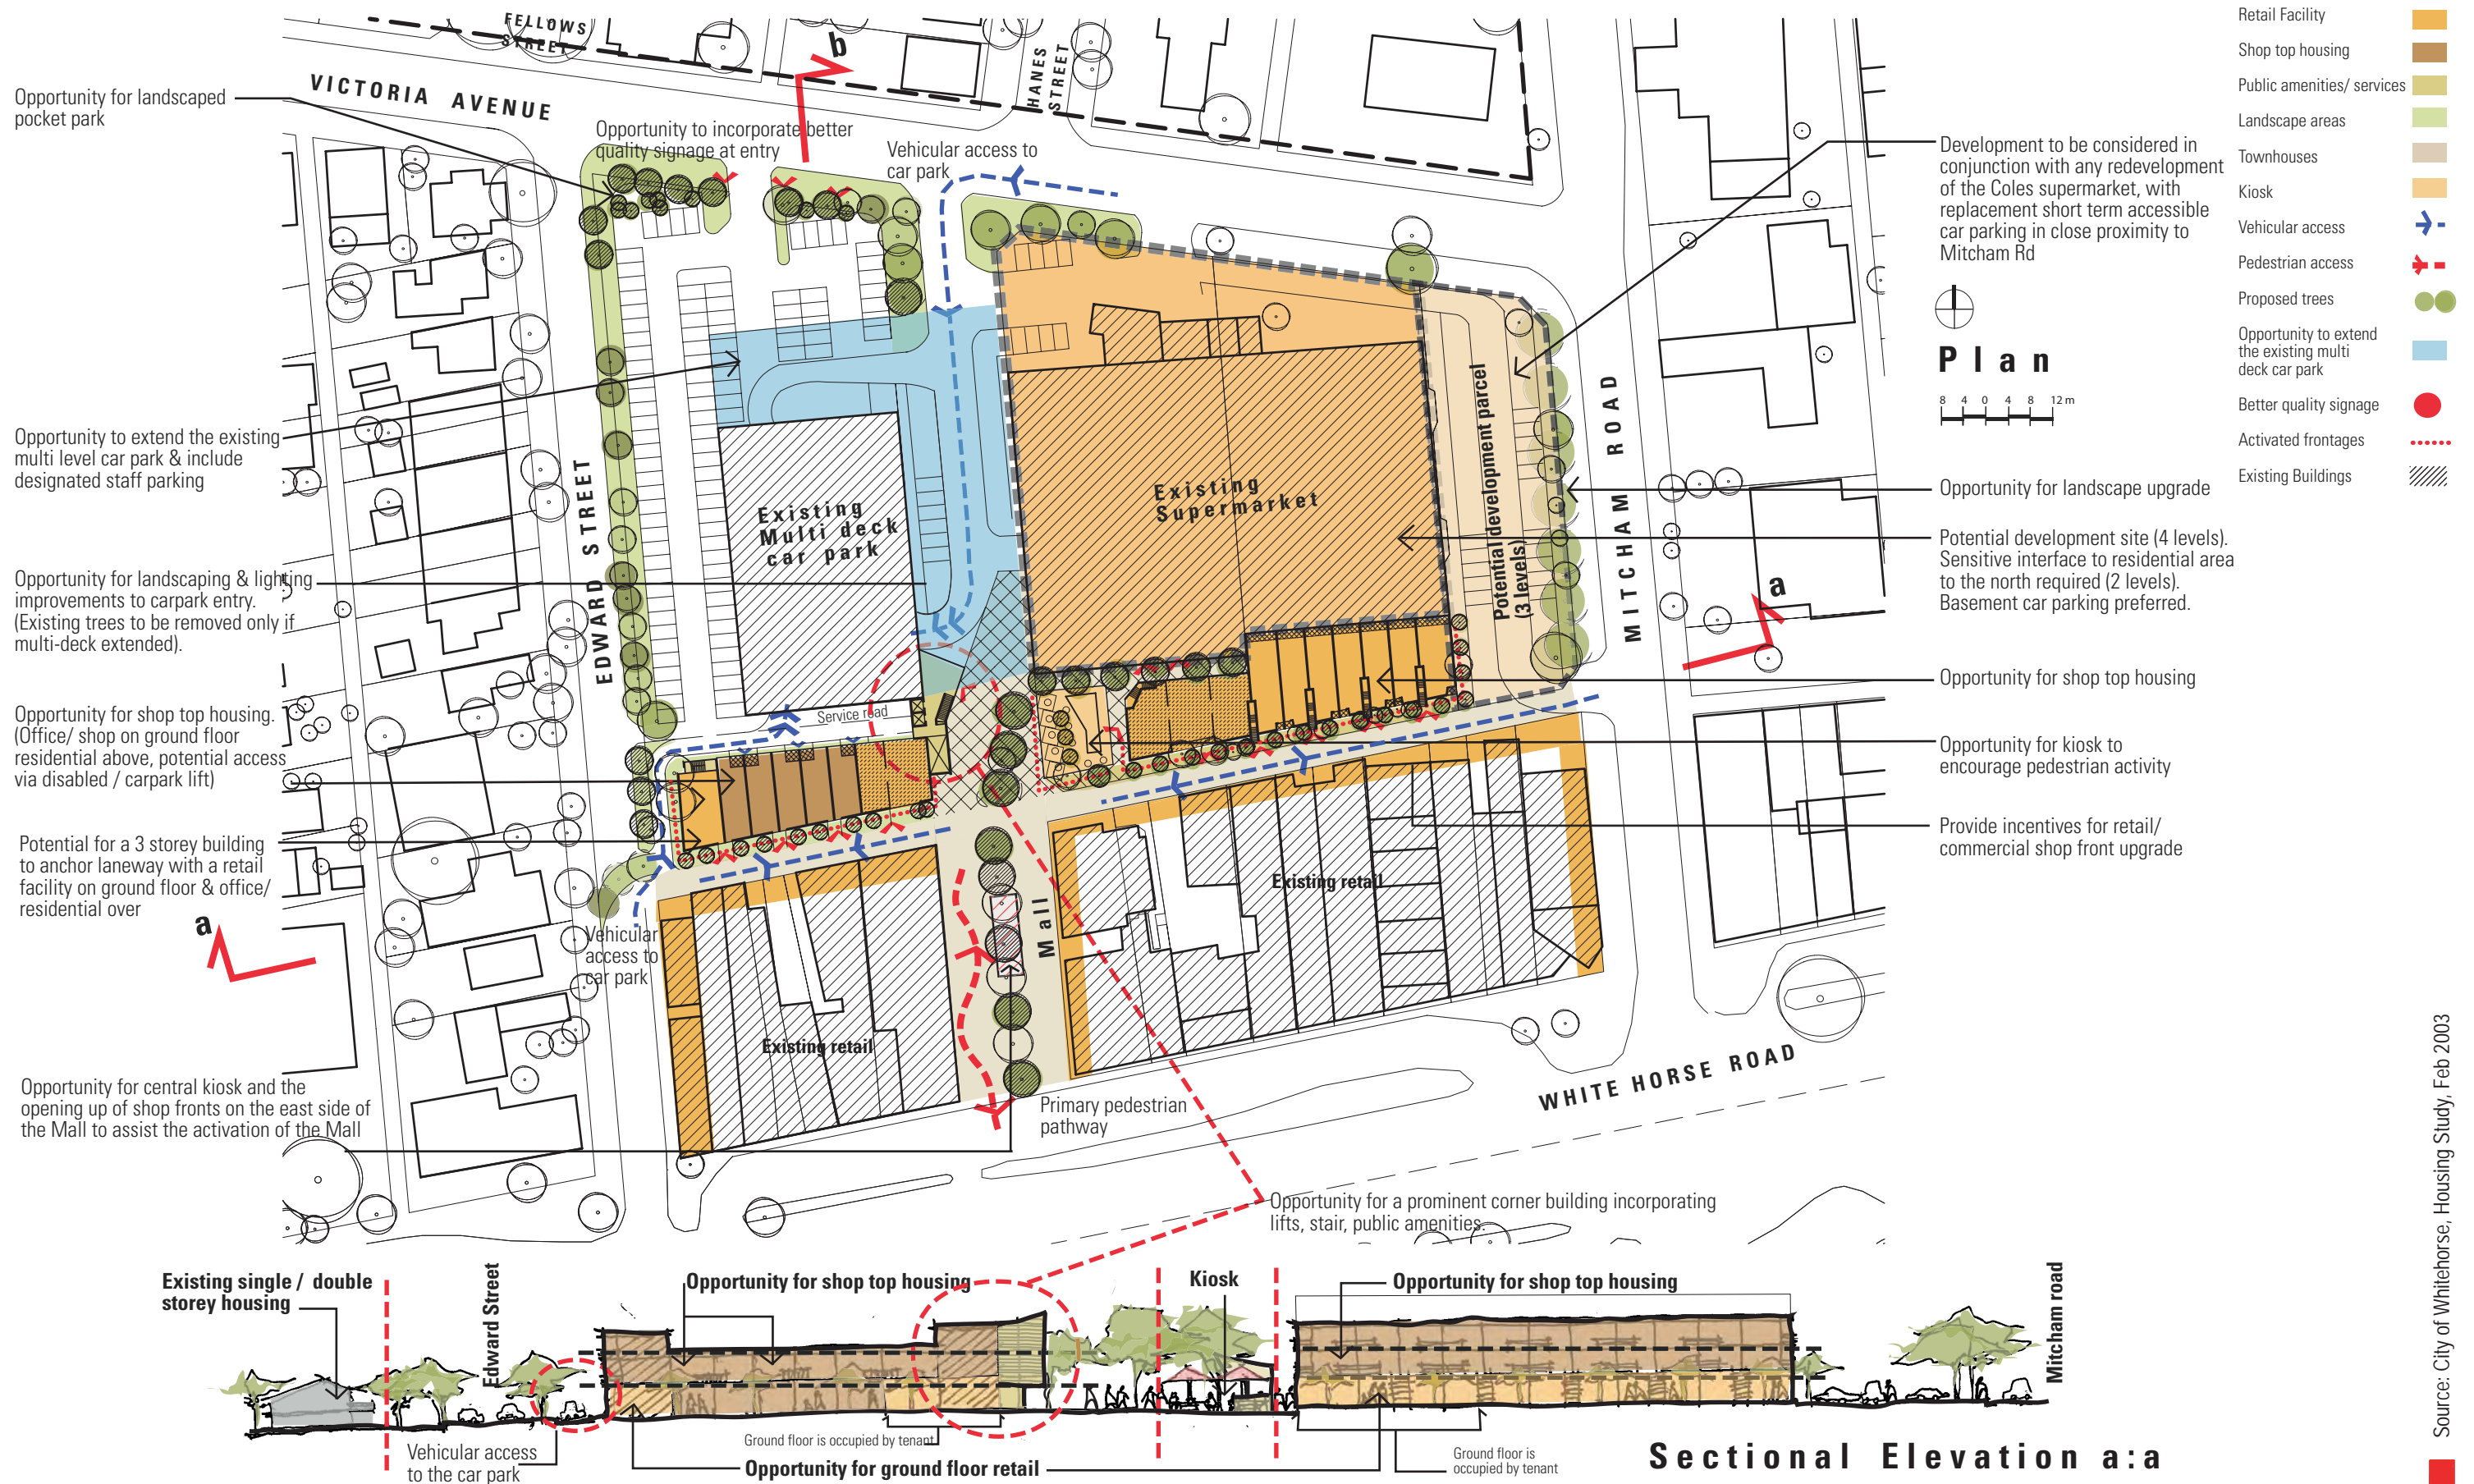 FELLOWS
STREET
VICTORIA AVENUE
HANES
STREET
b
Opportunity for landscaped
pocket park
Opportunity to incorporate better
quality signage at entry
Vehicular access to
car park
Development to be considered in
conjunction with any redevelopment
of the Coles supermarket, with
replacement short term accessible
car parking in close proximity to
Mitcham Rd
Retail Facility
Shop top housing
Public amenities/ services
Landscape areas
Townhouses
Kiosk
Vehicular access
Pedestrian access
Proposed trees
Opportunity to extend
the existing multi
deck car park
Better quality signage
Activated frontages
Existing Buildings
Plan
8 4 0 4 8 12 m
Opportunity to extend the existing
multi level car park & include
designated staff parking
Opportunity for landscaping & lighting
improvements to carpark entry.
(Existing trees to be removed only if
multi-deck extended).
Opportunity for shop top housing.
(Office/ shop on ground floor
residential above, potential access
via disabled / carpark lift)
Potential for a 3 storey building
to anchor laneway with a retail
facility on ground floor & office/
residential over
a
Opportunity for central kiosk and the
opening up of shop fronts on the east side of
the Mall to assist the activation of the Mall
EDWARD STREET
Existing
Multi deck
car park
Existing
Supermarket
Potential development parcel
(3 levels)
MITCHAM ROAD
Service road
Vehicular
access to
car park
Existing retail
Mall
Existing retail
Primary pedestrian
pathway
WHITE HORSE ROAD
Opportunity for landscape upgrade
Potential development site (4 levels).
Sensitive interface to residential area
to the north required (2 levels).
Basement car parking preferred.
a
Opportunity for shop top housing
Opportunity for kiosk to
encourage pedestrian activity
Provide incentives for retail/
commercial shop front upgrade
Opportunity for a prominent corner building incorporating
lifts, stair, public amenities.
Existing single / double
storey housing
Edward Street
Opportunity for shop top housing
Kiosk
Opportunity for shop top housing
Mitcham road
Vehicular access
to the car park
Ground floor is occupied by tenant
Opportunity for ground floor retail
Ground floor is
occupied by tenant
Sectional Elevation a:a
Source: City of Whitehorse, Housing Study, Feb 2003